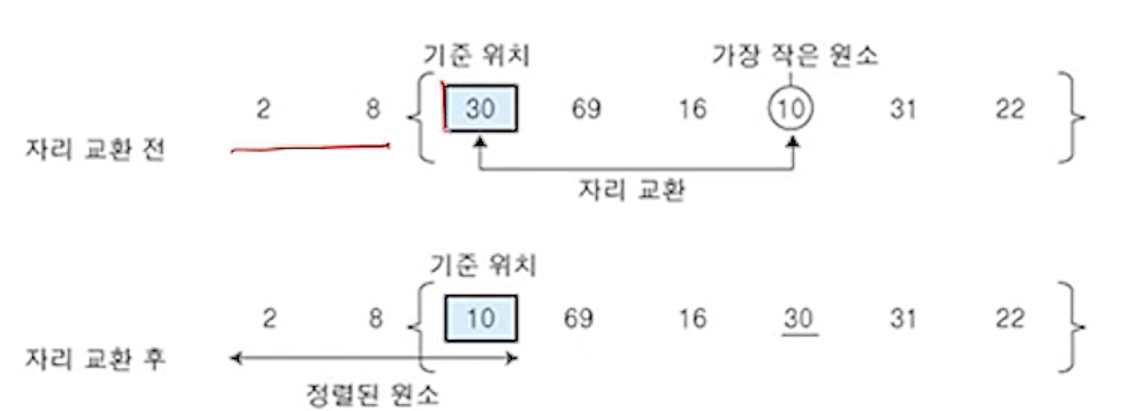 기준 위치 가장 작은 원소
2 8 30 69 16 10 31 22
자리 교환 전
자리 교환
기준 위치
2 8 10 69 16 30 31 22
자리 교환 후
정렬된 원소